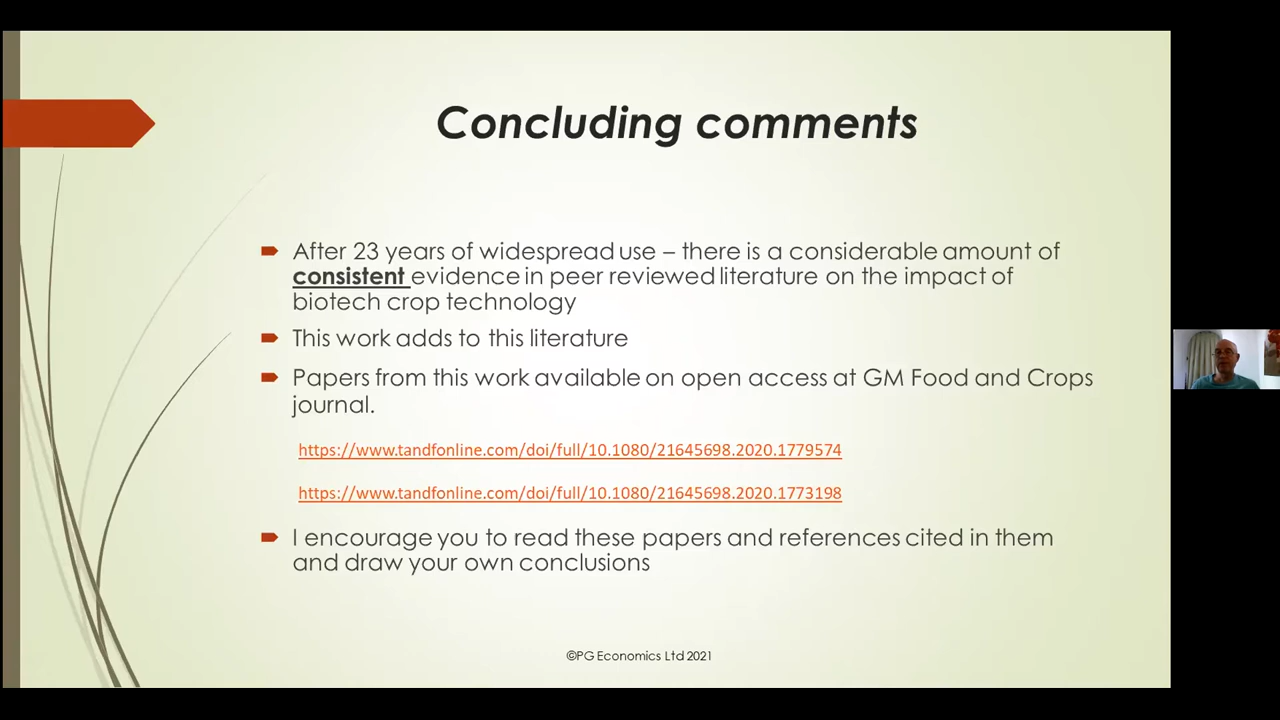 Concluding comments
After 23 years of widespread use – there is a considerable amount of
consistent evidence in peer reviewed literature on the impact of
biotech crop technology
This work adds to this literature
Papers from this work available on open access at GM Food and Crops
journal.
https://www.tandfonline.com/doi/full/10.1080/21645698.2020.1779574
https://www.tandfonline.com/doi/full/10.1080/21645698.2020.1773198
I encourage you to read these papers and references cited in them
and draw your own conclusions
©PG Economics Ltd 2021